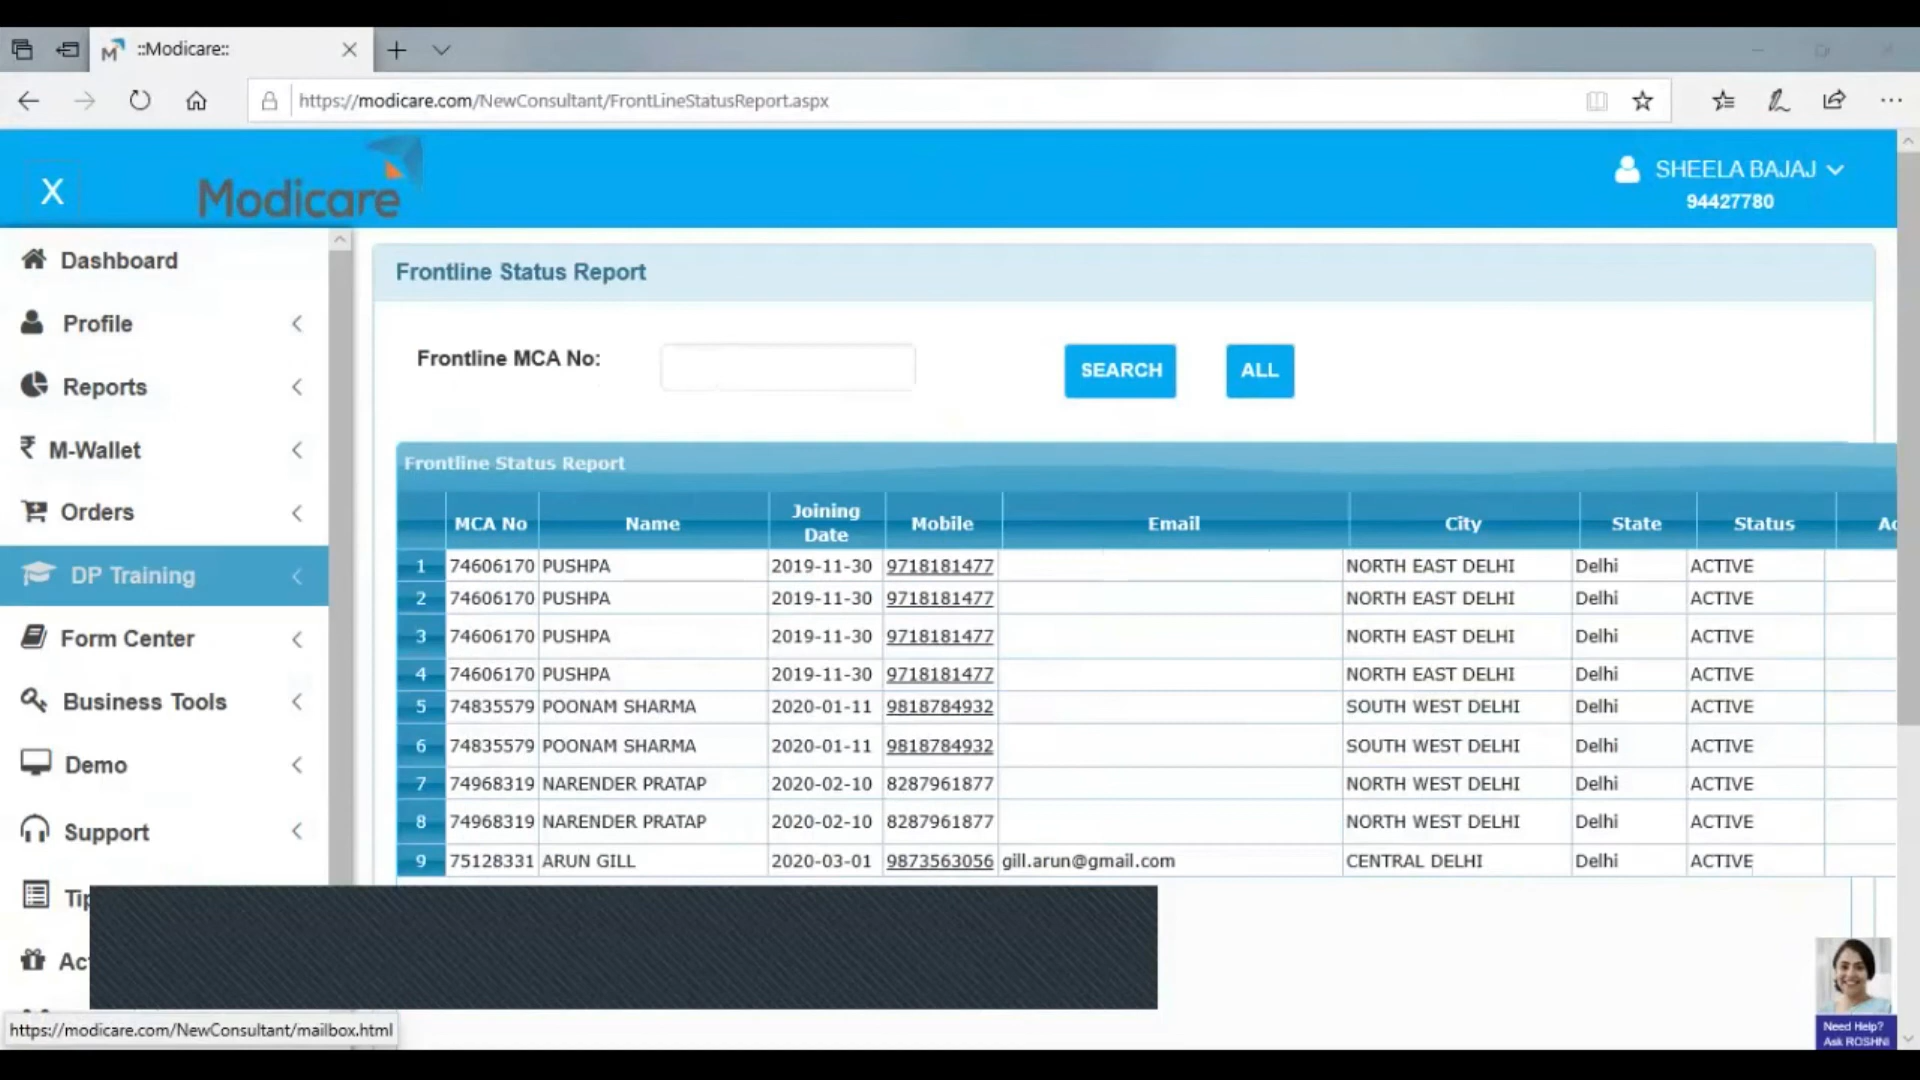 ::Modicare::
https://modicare.com/NewConsultant/FrontLineStatusReport.aspx
X
Modicare
SHEELA BAJAJ
94427780
Dashboard
Profile
Reports
₹ M-Wallet
Orders
DP Training
Form Center
Business Tools
Demo
Support
Frontline Status Report
Frontline MCA No:
SEARCH
ALL
Frontline Status Report
MCA No Name Joining Date Mobile Email City State Status
1 74606170 PUSHPA 2019-11-30 9718181477 NORTH EAST DELHI Delhi ACTIVE
2 74606170 PUSHPA 2019-11-30 9718181477 NORTH EAST DELHI Delhi ACTIVE
3 74606170 PUSHPA 2019-11-30 9718181477 NORTH EAST DELHI Delhi ACTIVE
4 74606170 PUSHPA 2019-11-30 9718181477 NORTH EAST DELHI Delhi ACTIVE
5 74835579 POONAM SHARMA 2020-01-11 9818784932 SOUTH WEST DELHI Delhi ACTIVE
6 74835579 POONAM SHARMA 2020-01-11 9818784932 SOUTH WEST DELHI Delhi ACTIVE
7 74968319 NARENDER PRATAP 2020-02-10 8287961877 NORTH WEST DELHI Delhi ACTIVE
8 74968319 NARENDER PRATAP 2020-02-10 8287961877 NORTH WEST DELHI Delhi ACTIVE
9 75128331 ARUN GILL 2020-03-01 9873563056 gill.arun@gmail.com CENTRAL DELHI Delhi ACTIVE
https://modicare.com/NewConsultant/mailbox.html
Need Help?
Ask ROSHNI